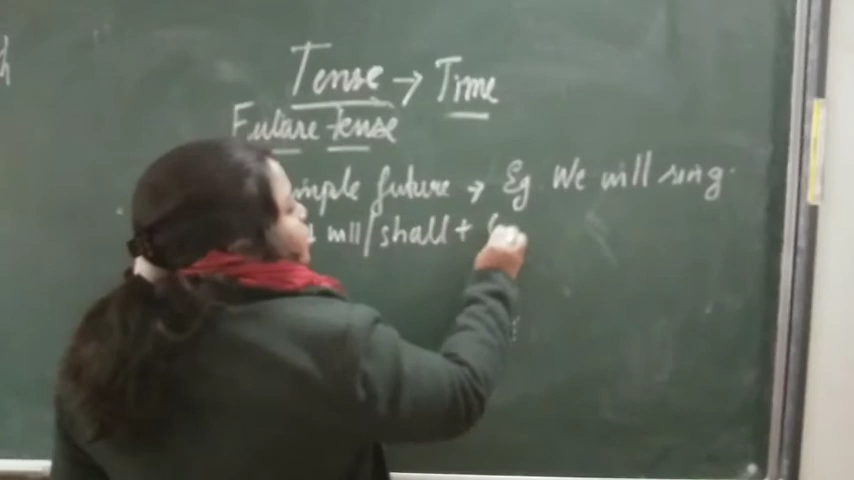 Tense → Time
Future Tense
mple future → Eg We will sing.
will/shall +